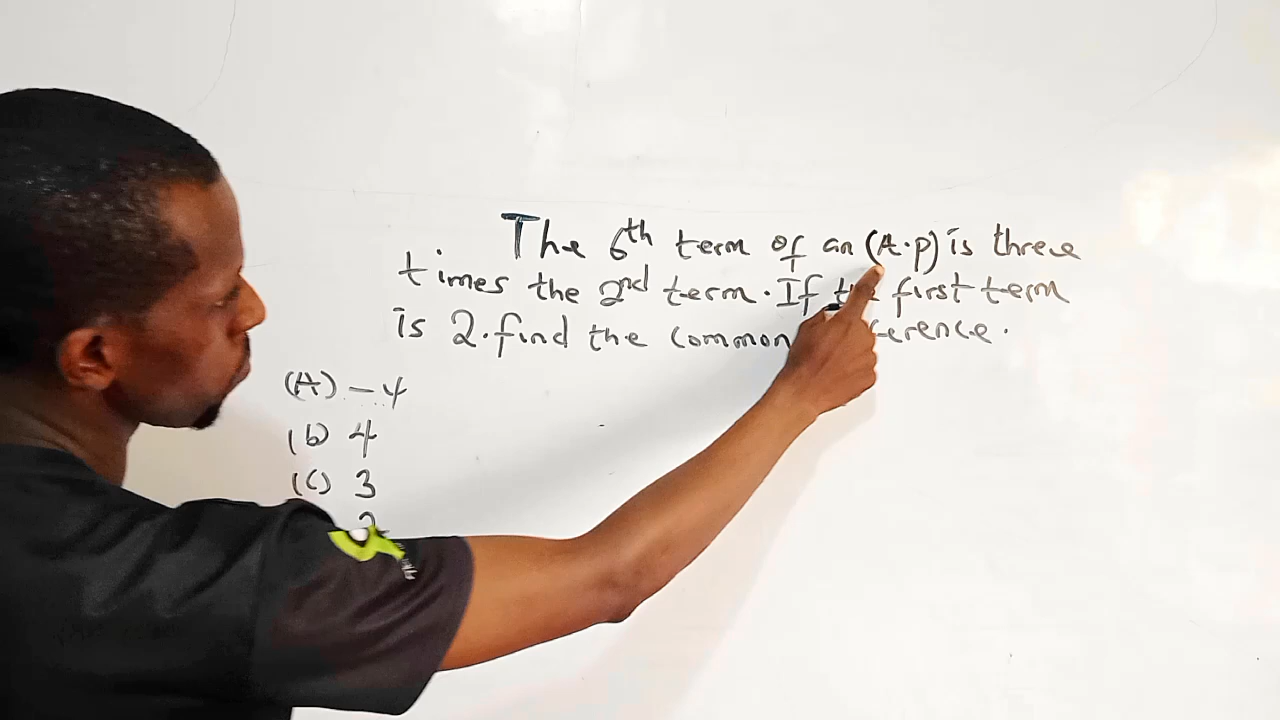 The 6th term of an (A.P) is three
times the 2nd term. If the first term
is 2. find the common
(A) -4
(b) 4
(C) 3